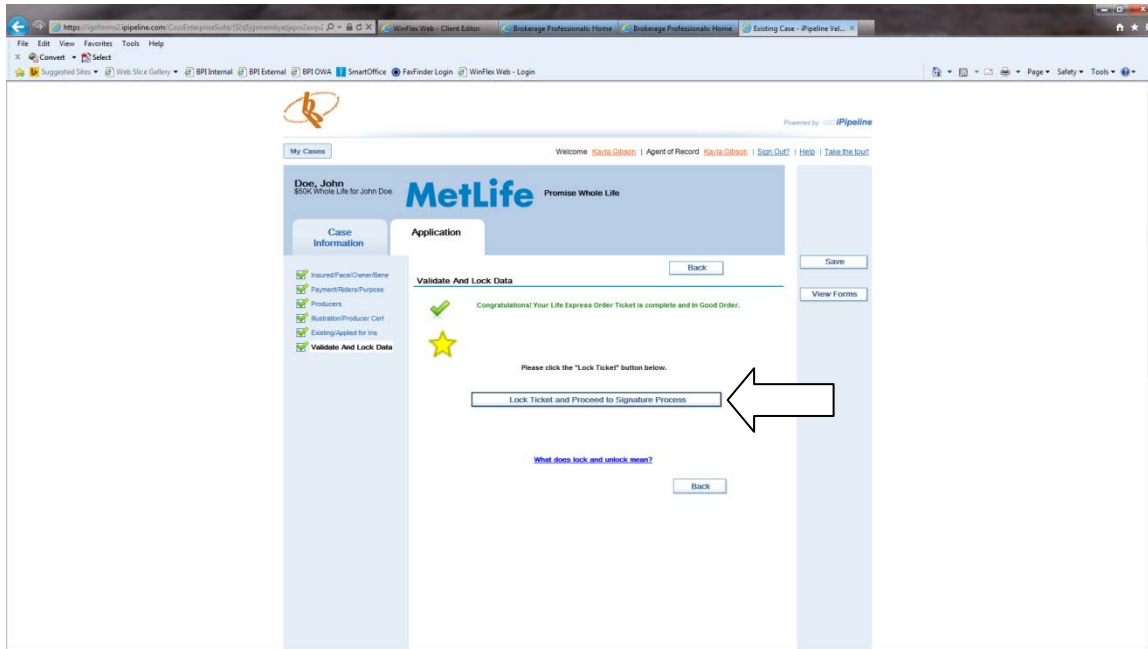 WinFlex Web - Client Editor
Brokerage Professionals: Home
Brokerage Professionals: Home
Existing Case - iPipeline Vel...
File Edit View Favorites Tools Help
Convert Select
Suggested Sites Web Slice Gallery BPI Internal BPI External BPI OWA SmartOffice FaxFinder Login WinFlex Web - Login
Page Safety Tools
Powered by iPipeline
My Cases
Welcome Kayla Gibson | Agent of Record Kayla Gibson | Sign Out? | Help | Take the tour!
Doe, John
$50K Whole Life for John Doe
MetLife
Promise Whole Life
Case Information
Application
Back
Save
View Forms
Insured/Face/Owner/Bene
Payment/Riders/Purpose
Producers
Illustration/Producer Cert
Existing/Applied for Ins
Validate And Lock Data
Validate And Lock Data
Congratulations! Your Life Express Order Ticket is complete and In Good Order.
Please click the "Lock Ticket" button below.
Lock Ticket and Proceed to Signature Process
What does lock and unlock mean?
Back